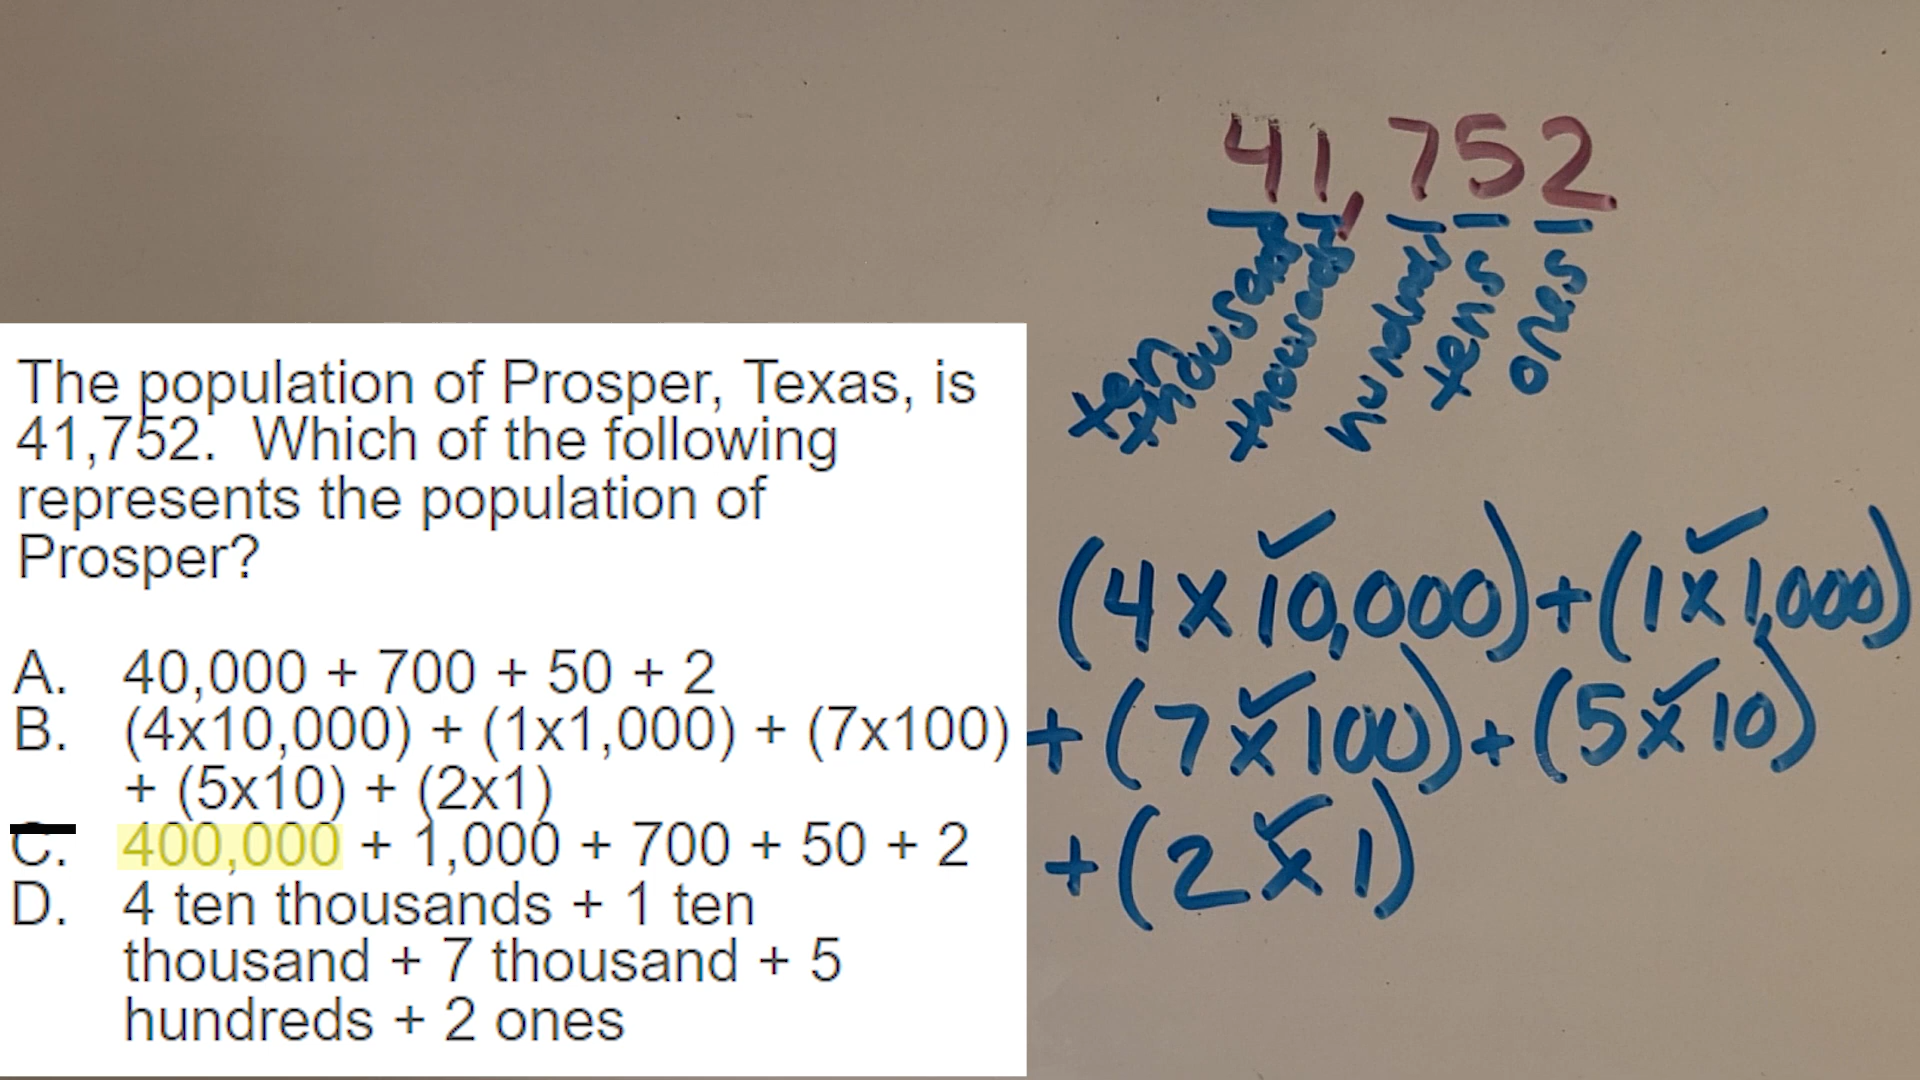 The population of Prosper, Texas, is
41,752. Which of the following
represents the population of
Prosper?
A. 40,000 + 700 + 50 + 2
B. (4x10,000) + (1x1,000) + (7x100)
+ (5x10) + (2x1)
C. 400,000 + 1,000 + 700 + 50 + 2
D. 4 ten thousands + 1 ten
thousand + 7 thousand + 5
hundreds + 2 ones
41,752
ten thousands thousands hundreds tens ones
(4 x 10,000) + (1 x 1,000)
+ (7 x 100) + (5 x 10)
+ (2 x 1)